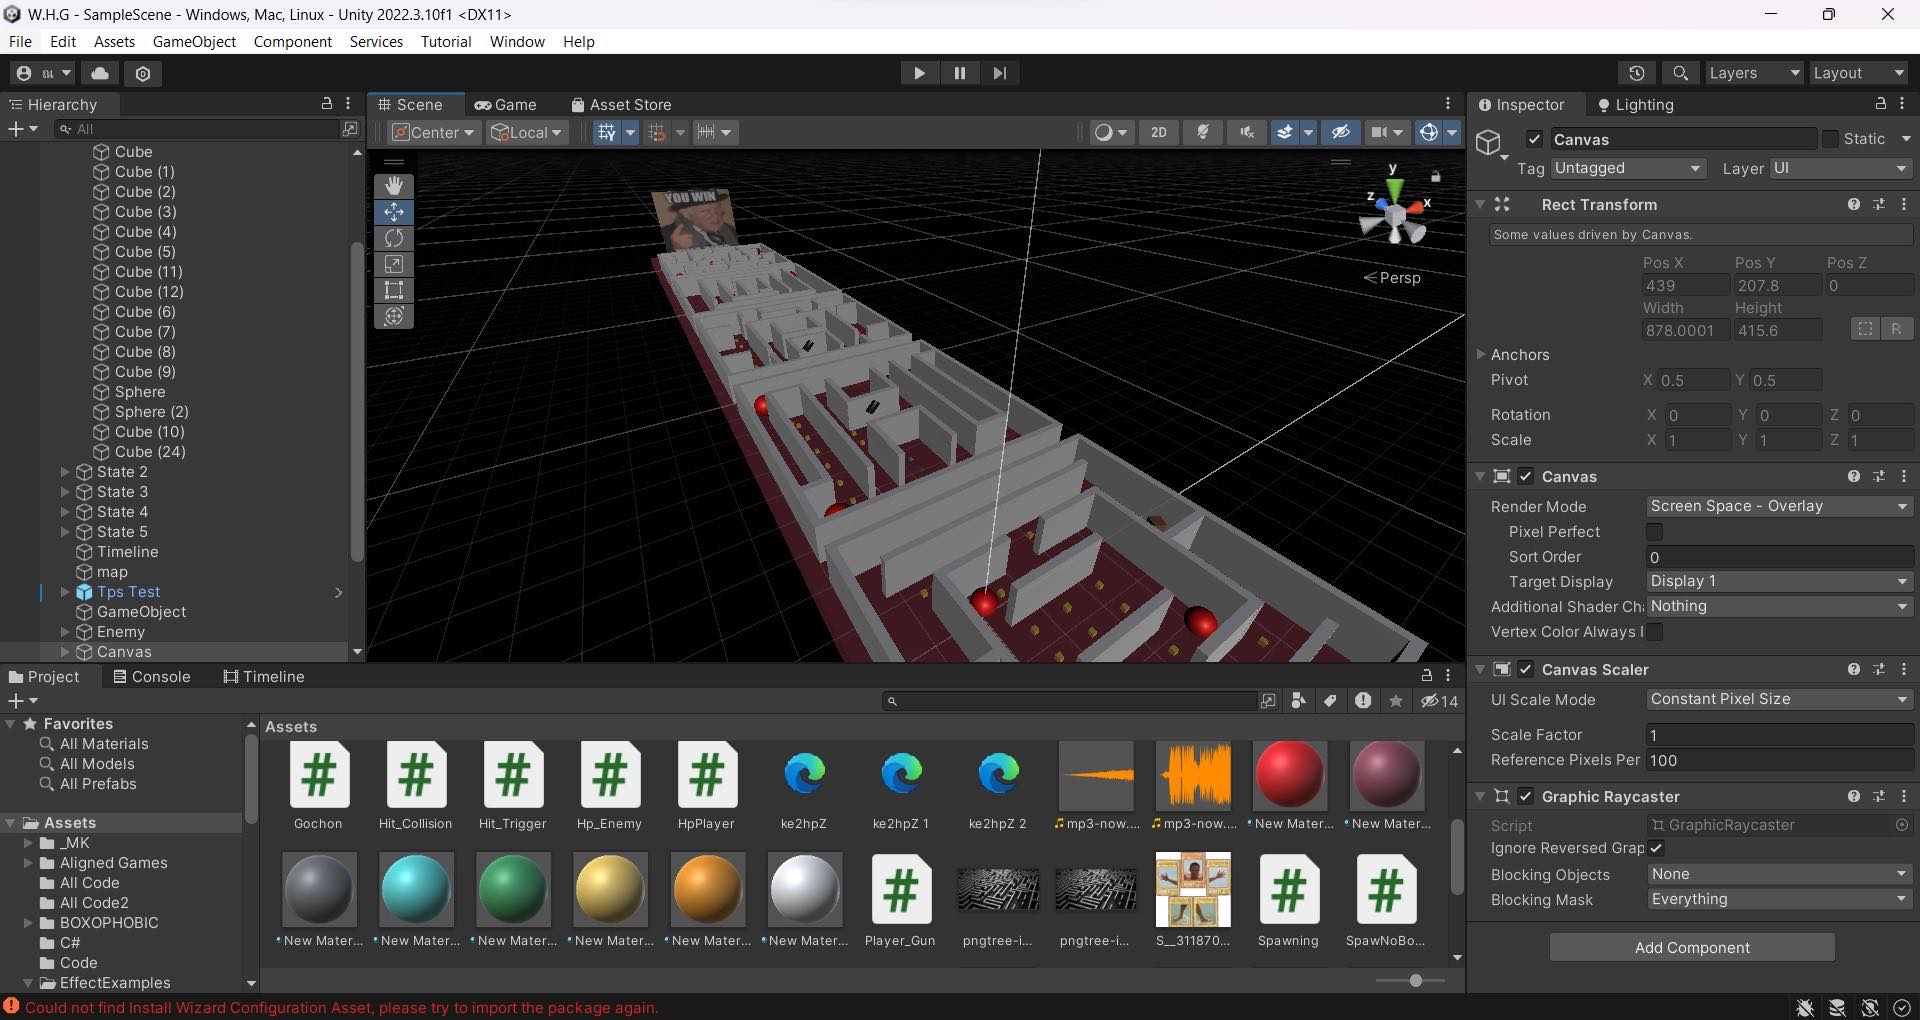 W.H.G - SampleScene - Windows, Mac, Linux - Unity 2022.3.10f1 <DX11>
File Edit Assets GameObject Component Services Tutorial Window Help
ณ Layers Layout
Hierarchy
All
Cube
Cube (1)
Cube (2)
Cube (3)
Cube (4)
Cube (5)
Cube (11)
Cube (12)
Cube (6)
Cube (7)
Cube (8)
Cube (9)
Sphere
Sphere (2)
Cube (10)
Cube (24)
State 2
State 3
State 4
State 5
Timeline
map
Tps Test
GameObject
Enemy
Canvas
Scene Game Asset Store
Center Local 2D
YOU WIN
y
z x
Persp
Inspector Lighting
Canvas Static
Tag Untagged Layer UI
Rect Transform
Some values driven by Canvas.
Pos X Pos Y Pos Z
439 207.8 0
Width Height
878.0001 415.6 R
Anchors
Pivot X 0.5 Y 0.5
Rotation X 0 Y 0 Z 0
Scale X 1 Y 1 Z 1
Canvas
Render Mode Screen Space - Overlay
Pixel Perfect
Sort Order 0
Target Display Display 1
Additional Shader Cha Nothing
Vertex Color Always I
Canvas Scaler
UI Scale Mode Constant Pixel Size
Scale Factor 1
Reference Pixels Per 100
Graphic Raycaster
Script GraphicRaycaster
Ignore Reversed Grap
Blocking Objects None
Blocking Mask Everything
Add Component
Project Console Timeline
14
Favorites
All Materials
All Models
All Prefabs
Assets
_MK
Aligned Games
All Code
All Code2
BOXOPHOBIC
C#
Code
EffectExamples
Assets
Gochon Hit_Collision Hit_Trigger Hp_Enemy HpPlayer ke2hpZ ke2hpZ 1 ke2hpZ 2 mp3-now.... mp3-now.... New Mater... New Mater...
New Mater... New Mater... New Mater... New Mater... New Mater... New Mater... Player_Gun pngtree-i... pngtree-i... S__311870... Spawning SpawNoBo...
Could not find Install Wizard Configuration Asset, please try to import the package again.